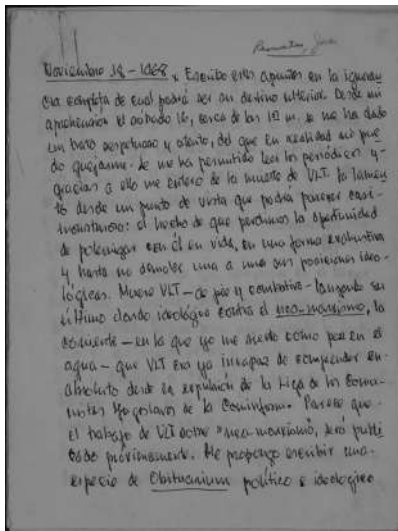 Noviembre 18-1968. Escribo estos apuntes en la ignoran
cia completa de cual podrá ser mi destino ulterior. Desde mi
aprehensión el sábado 16, cerca de las 12 m. se me ha dado
un trato respetuoso y atento, del que en realidad no pue
do quejarme. Se me ha permitido leer los periódicos y
gracias a ello me entero de la muerte de VLT. La lamen
to desde un punto de vista que podría parecer casi
monstruoso: el hecho de que perdimos la oportunidad
de polemizar con él en vida, en una forma exhaustiva
y hasta no demoler una a una sus posiciones ideo-
lógicas. Muere VLT — de pie y combativo — lanzando su
último dardo ideológico contra el neo-marxismo, la
corriente — en la que yo me siento como pez en el
agua — que VLT era ya incapaz de comprender en
absoluto desde la expulsión de la Liga de los Comu-
nistas Yugoslavos de la Cominform. Parece que
el trabajo de VLT sobre "neo-marxismo" será publi
cado próximamente. Me propongo escribir una
especie de Obituarium político e ideológico